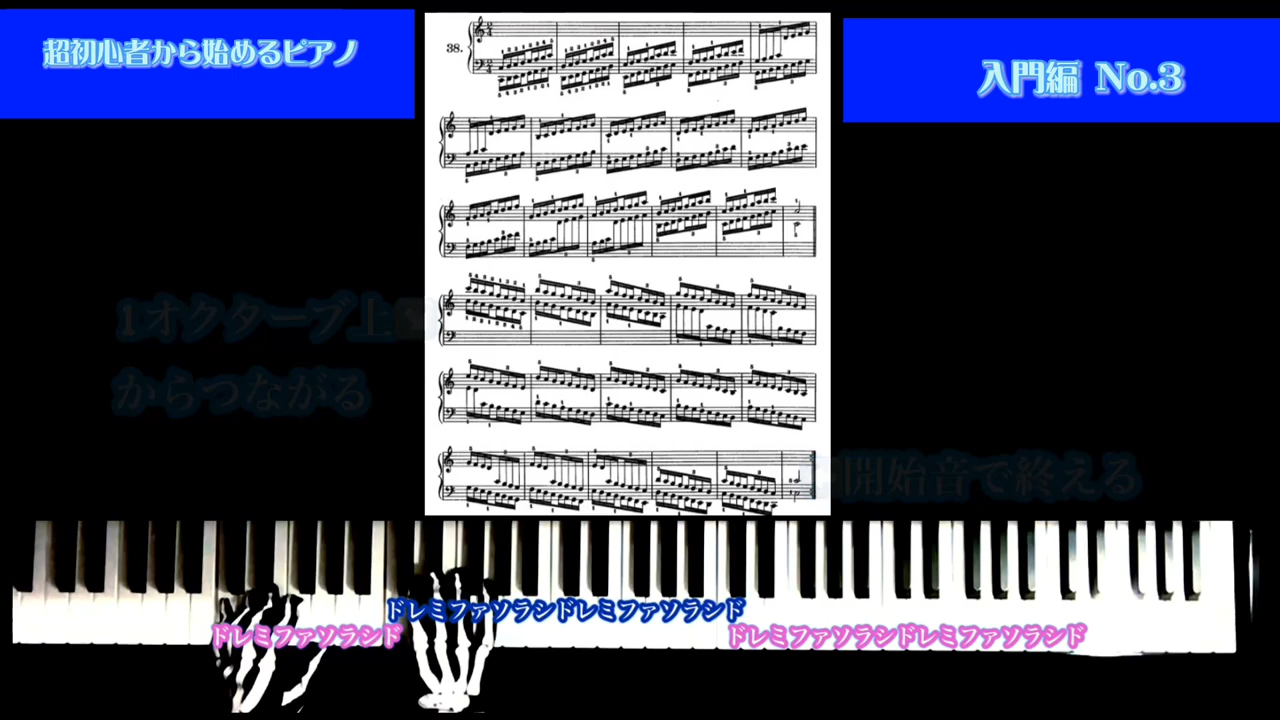 超初心者から始めるピアノ
38.
入門編 No.3
1オクターブ上
からつながる
開始音で終える
ドレミファソラシドレミファソラシド
ドレミファソラシド
ドレミファソラシドレミファソラシド